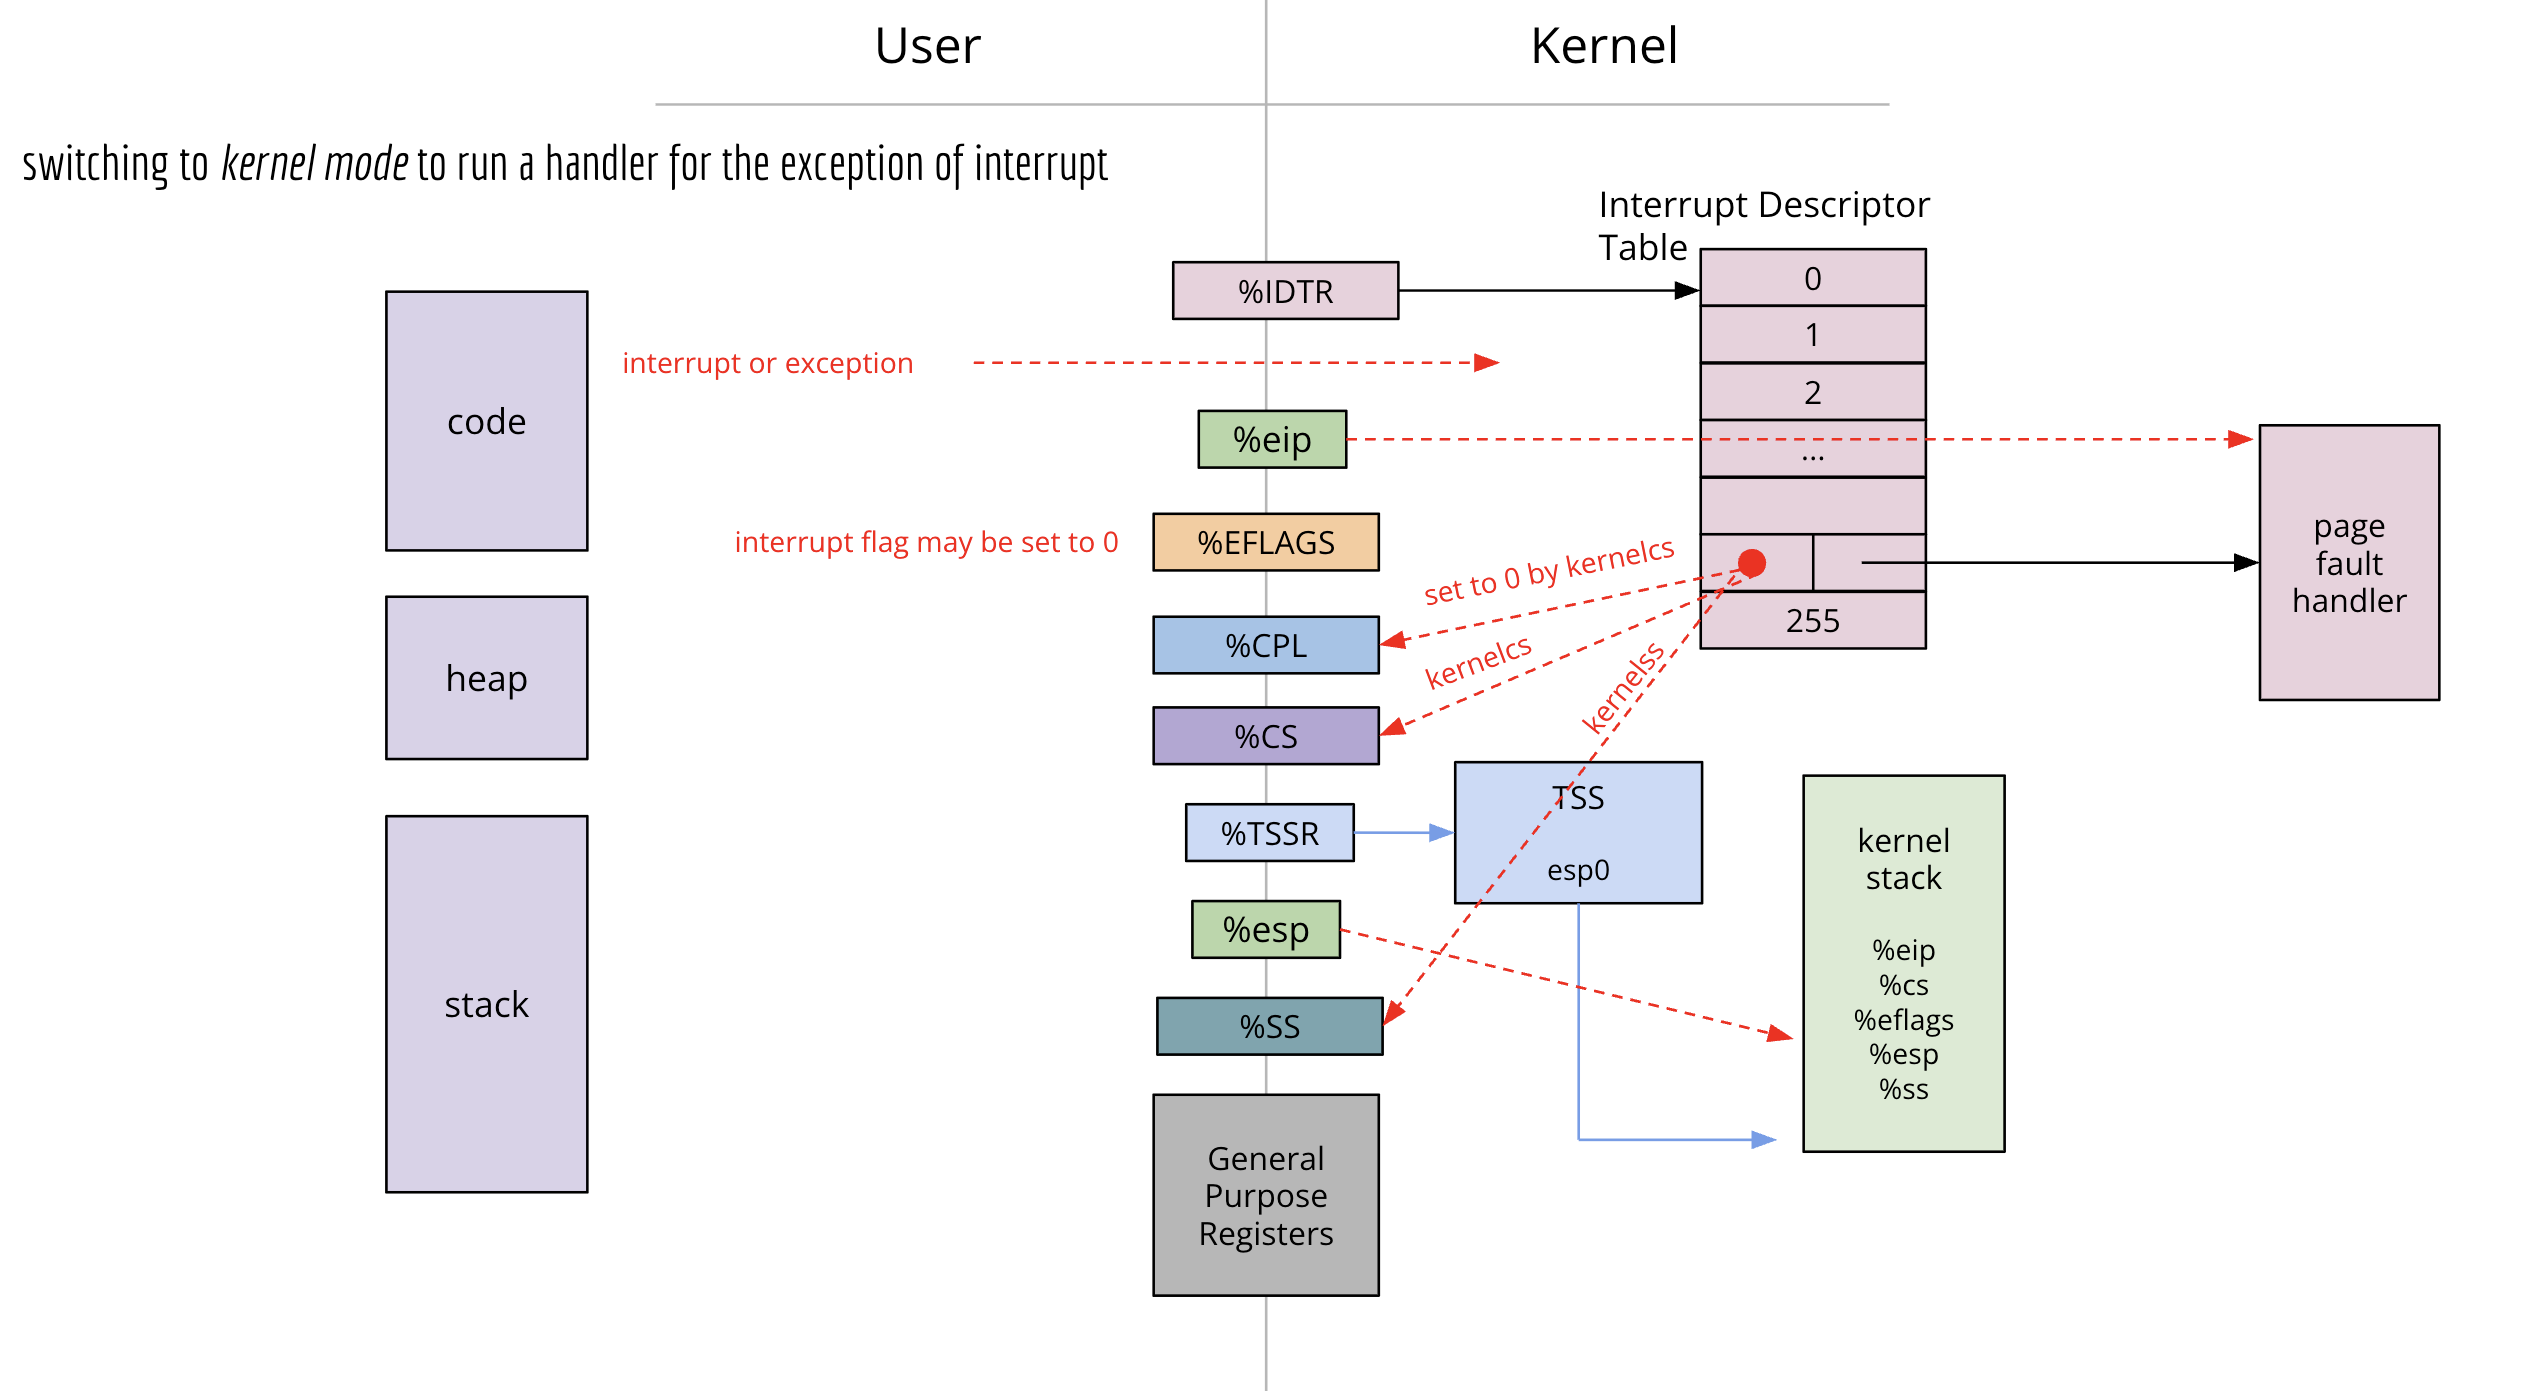 User
Kernel
switching to kernel mode to run a handler for the exception of interrupt
Interrupt Descriptor
Table
%IDTR
0
1
2
...
255
interrupt or exception
code
%eip
interrupt flag may be set to 0
%EFLAGS
set to 0 by kernelcs
page
fault
handler
%CPL
kernelcs
kernelss
heap
%CS
%TSSR
TSS
esp0
kernel
stack
%eip
%cs
%eflags
%esp
%ss
%esp
stack
%SS
General
Purpose
Registers